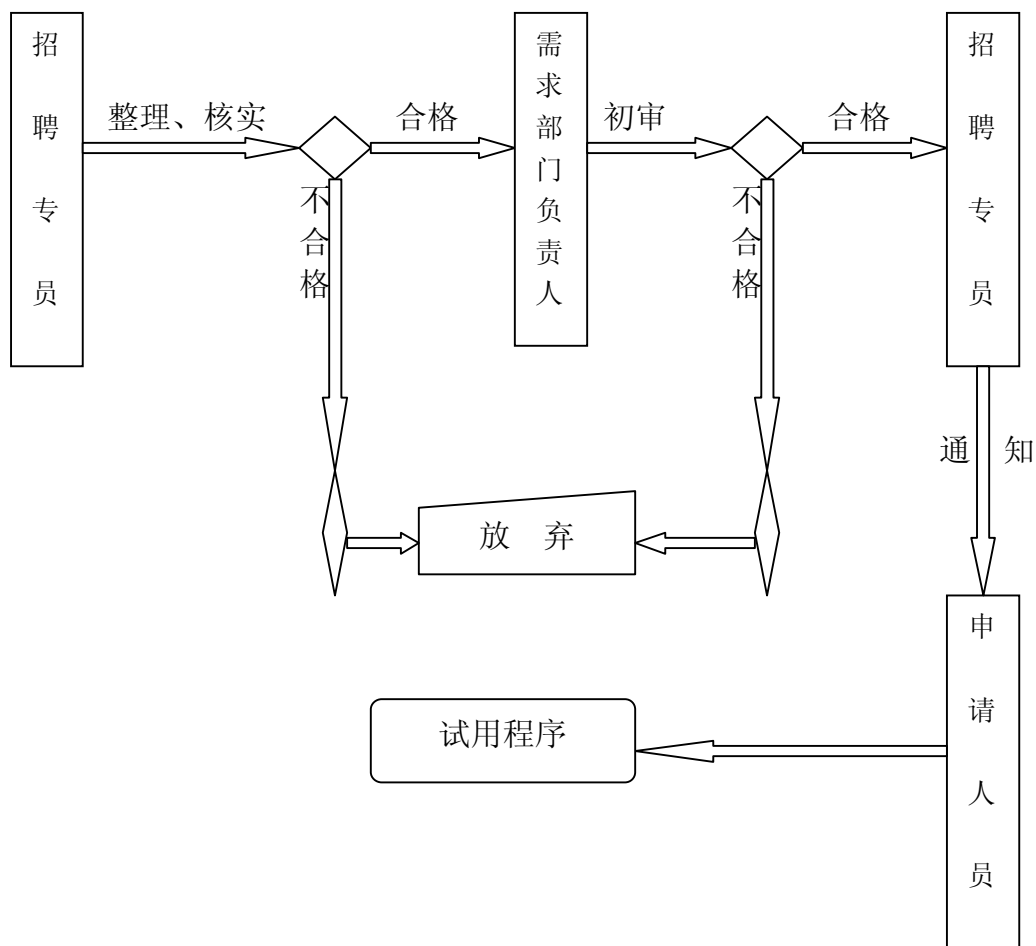 招聘专员
整理、核实
合格
不合格
需求部门负责人
初审
合格
不合格
招聘专员
通 知
放 弃
申请人员
试用程序